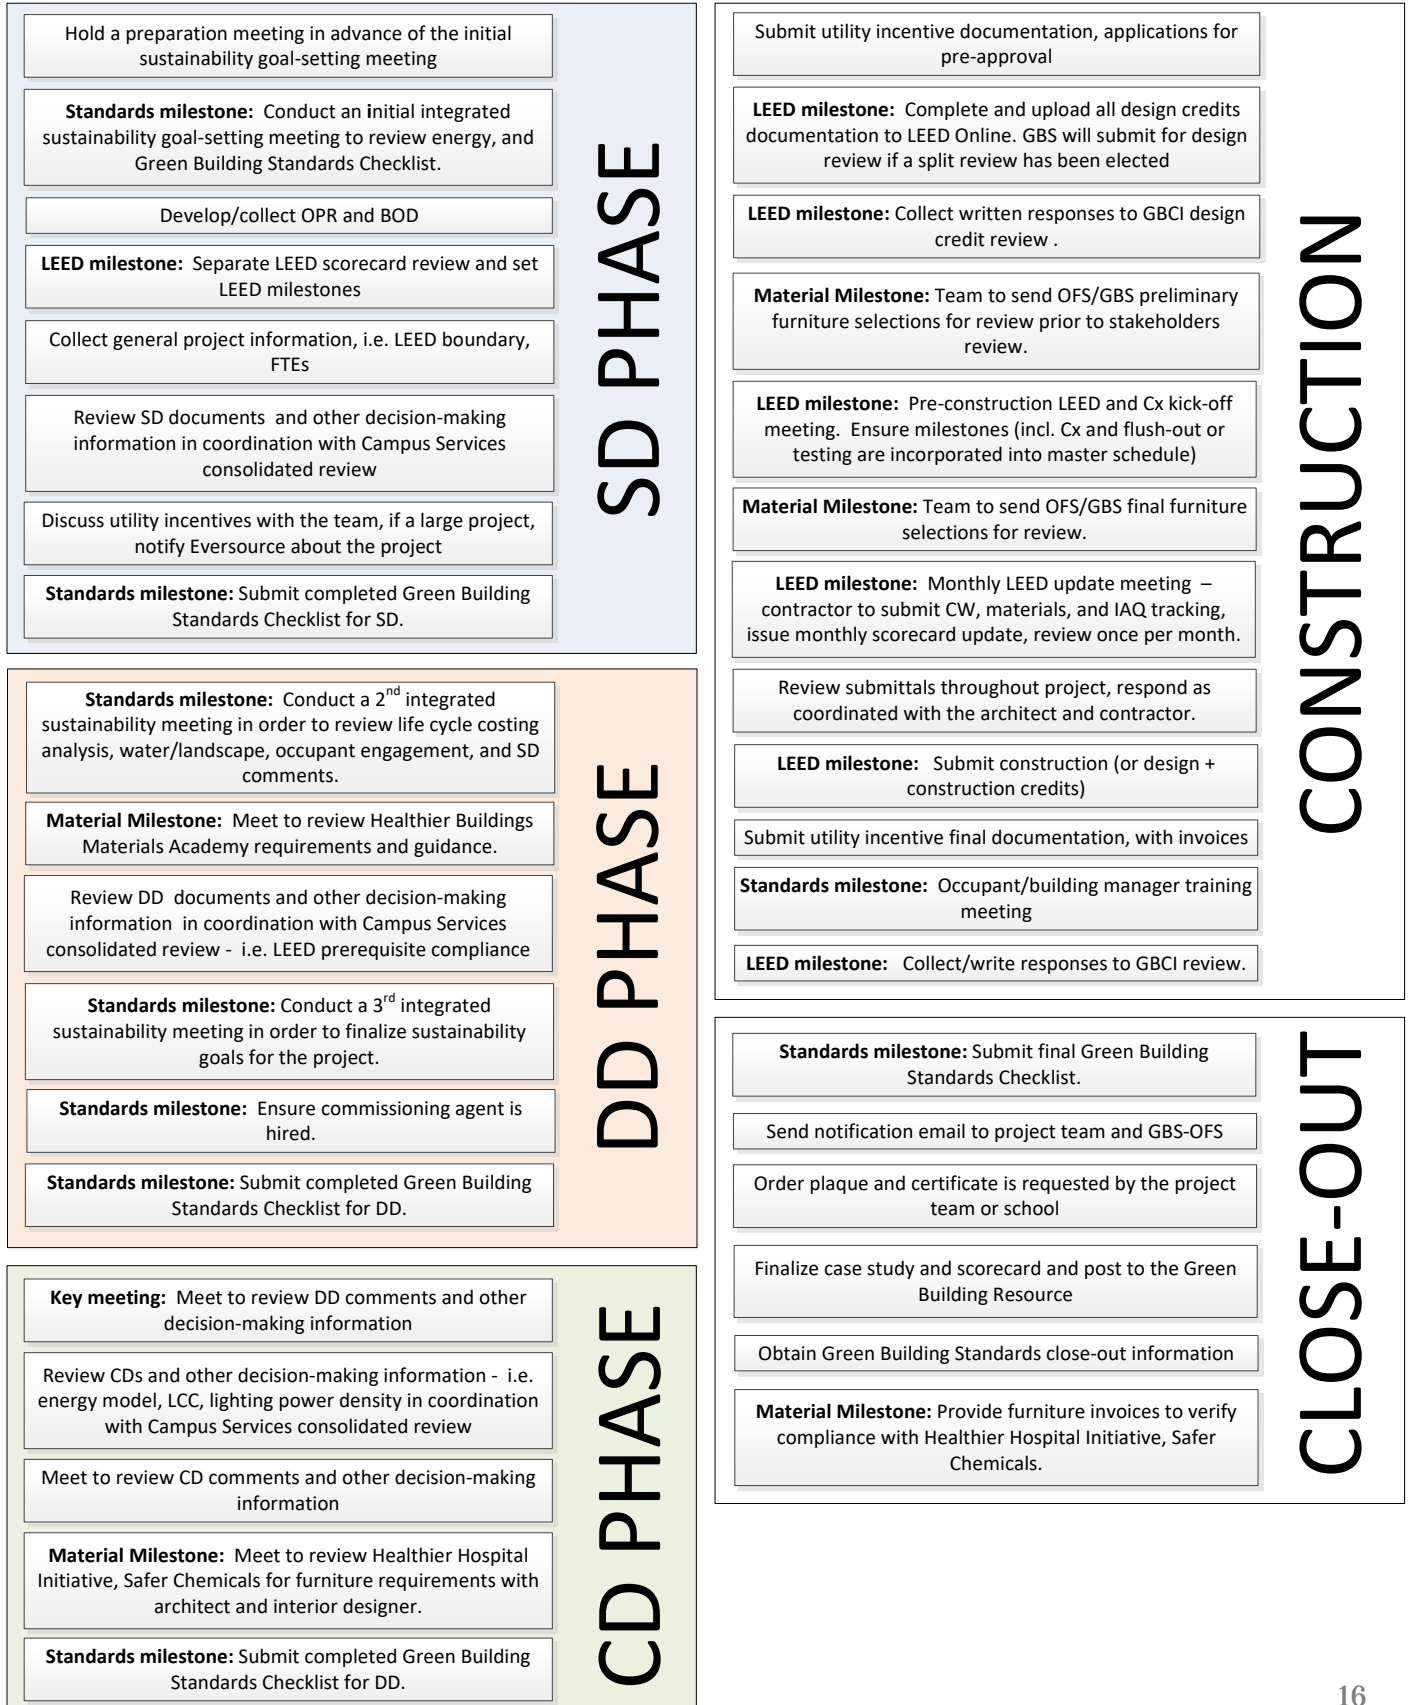 Hold a preparation meeting in advance of the initial
sustainability goal-setting meeting
Standards milestone: Conduct an initial integrated
sustainability goal-setting meeting to review energy, and
Green Building Standards Checklist.
Develop/collect OPR and BOD
LEED milestone: Separate LEED scorecard review and set
LEED milestones
Collect general project information, i.e. LEED boundary,
FTEs
Review SD documents and other decision-making
information in coordination with Campus Services
consolidated review
Discuss utility incentives with the team, if a large project,
notify Eversource about the project
Standards milestone: Submit completed Green Building
Standards Checklist for SD.
SD PHASE
Standards milestone: Conduct a 2nd integrated
sustainability meeting in order to review life cycle costing
analysis, water/landscape, occupant engagement, and SD
comments.
Material Milestone: Meet to review Healthier Buildings
Materials Academy requirements and guidance.
Review DD documents and other decision-making
information in coordination with Campus Services
consolidated review - i.e. LEED prerequisite compliance
Standards milestone: Conduct a 3rd integrated
sustainability meeting in order to finalize sustainability
goals for the project.
Standards milestone: Ensure commissioning agent is
hired.
Standards milestone: Submit completed Green Building
Standards Checklist for DD.
DD PHASE
Key meeting: Meet to review DD comments and other
decision-making information
Review CDs and other decision-making information - i.e.
energy model, LCC, lighting power density in coordination
with Campus Services consolidated review
Meet to review CD comments and other decision-making
information
Material Milestone: Meet to review Healthier Hospital
Initiative, Safer Chemicals for furniture requirements with
architect and interior designer.
Standards milestone: Submit completed Green Building
Standards Checklist for DD.
CD PHASE
Submit utility incentive documentation, applications for
pre-approval
LEED milestone: Complete and upload all design credits
documentation to LEED Online. GBS will submit for design
review if a split review has been elected
LEED milestone: Collect written responses to GBCI design
credit review .
Material Milestone: Team to send OFS/GBS preliminary
furniture selections for review prior to stakeholders
review.
LEED milestone: Pre-construction LEED and Cx kick-off
meeting. Ensure milestones (incl. Cx and flush-out or
testing are incorporated into master schedule)
Material Milestone: Team to send OFS/GBS final furniture
selections for review.
LEED milestone: Monthly LEED update meeting –
contractor to submit CW, materials, and IAQ tracking,
issue monthly scorecard update, review once per month.
Review submittals throughout project, respond as
coordinated with the architect and contractor.
LEED milestone: Submit construction (or design +
construction credits)
Submit utility incentive final documentation, with invoices
Standards milestone: Occupant/building manager training
meeting
LEED milestone: Collect/write responses to GBCI review.
CONSTRUCTION
Standards milestone: Submit final Green Building
Standards Checklist.
Send notification email to project team and GBS-OFS
Order plaque and certificate is requested by the project
team or school
Finalize case study and scorecard and post to the Green
Building Resource
Obtain Green Building Standards close-out information
Material Milestone: Provide furniture invoices to verify
compliance with Healthier Hospital Initiative, Safer
Chemicals.
CLOSE-OUT
16